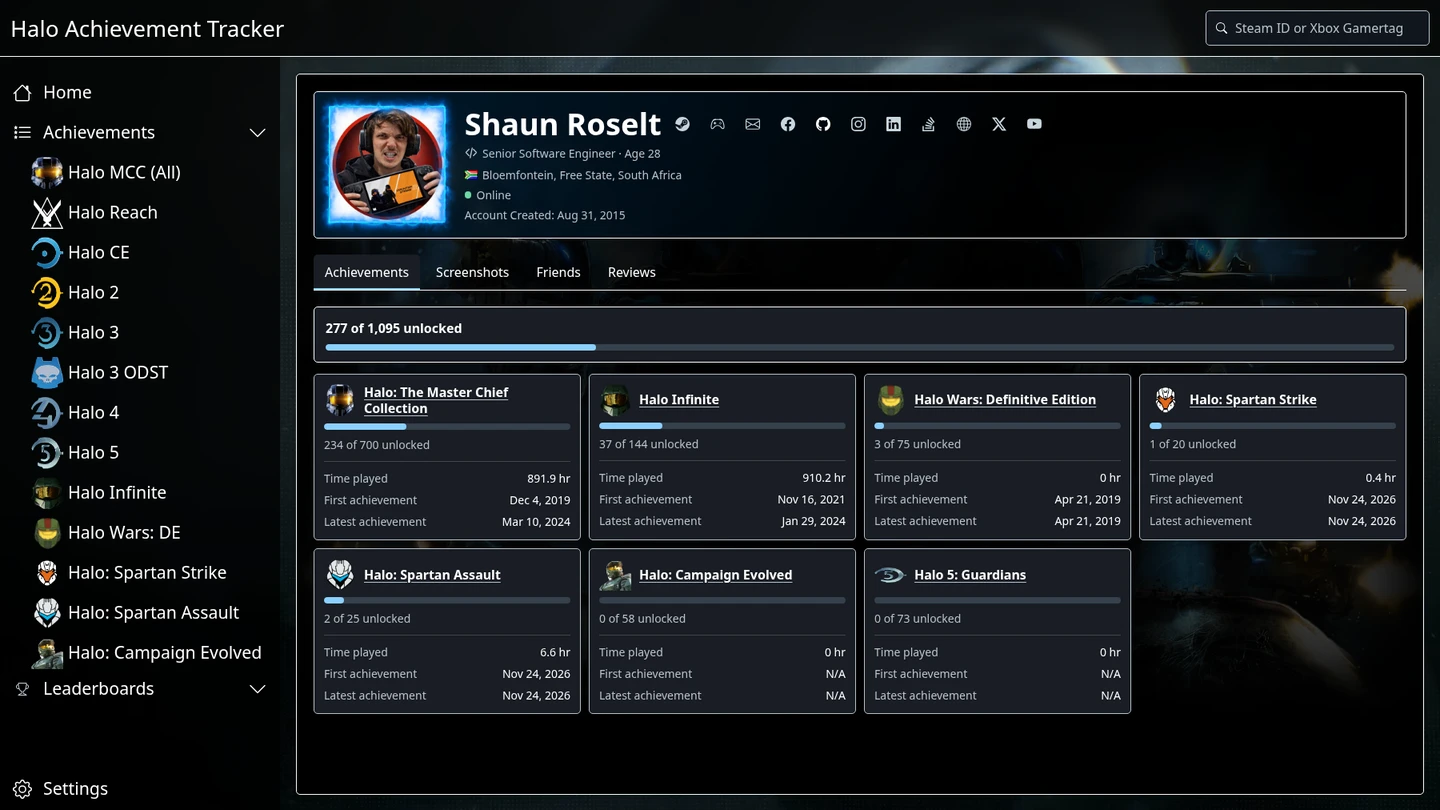 Halo Achievement Tracker
Steam ID or Xbox Gamertag
Home
Achievements
Halo MCC (All)
Halo Reach
Halo CE
Halo 2
Halo 3
Halo 3 ODST
Halo 4
Halo 5
Halo Infinite
Halo Wars: DE
Halo: Spartan Strike
Halo: Spartan Assault
Halo: Campaign Evolved
Leaderboards
Settings
Shaun Roselt
Senior Software Engineer · Age 28
Bloemfontein, Free State, South Africa
Online
Account Created: Aug 31, 2015
Achievements Screenshots Friends Reviews
277 of 1,095 unlocked
Halo: The Master Chief
Collection
234 of 700 unlocked
Time played 891.9 hr
First achievement Dec 4, 2019
Latest achievement Mar 10, 2024
Halo Infinite
37 of 144 unlocked
Time played 910.2 hr
First achievement Nov 16, 2021
Latest achievement Jan 29, 2024
Halo Wars: Definitive Edition
3 of 75 unlocked
Time played 0 hr
First achievement Apr 21, 2019
Latest achievement Apr 21, 2019
Halo: Spartan Strike
1 of 20 unlocked
Time played 0.4 hr
First achievement Nov 24, 2026
Latest achievement Nov 24, 2026
Halo: Spartan Assault
2 of 25 unlocked
Time played 6.6 hr
First achievement Nov 24, 2026
Latest achievement Nov 24, 2026
Halo: Campaign Evolved
0 of 58 unlocked
Time played 0 hr
First achievement N/A
Latest achievement N/A
Halo 5: Guardians
0 of 73 unlocked
Time played 0 hr
First achievement N/A
Latest achievement N/A